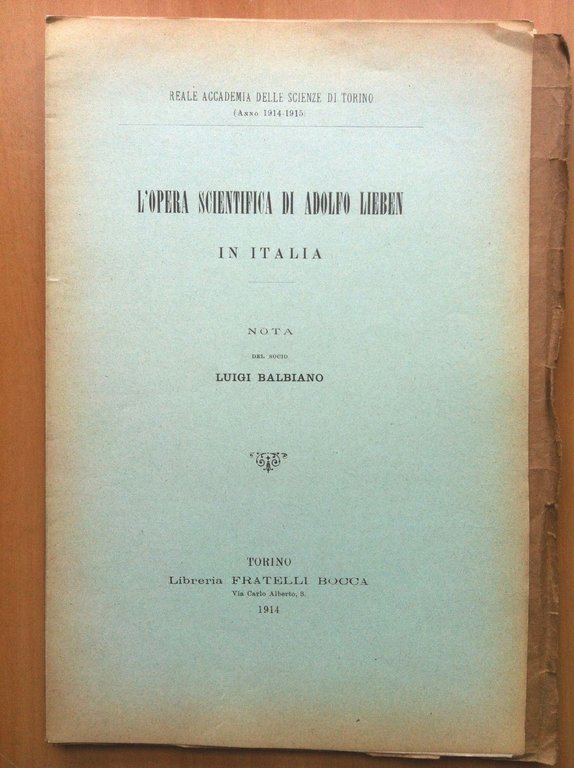 REALE ACCADEMIA DELLE SCIENZE DI TORINO
(Anno 1914-1915)
L'OPERA SCIENTIFICA DI ADOLFO LIEBEN
IN ITALIA
NOTA
DEL SOCIO
LUIGI BALBIANO
TORINO
Libreria FRATELLI BOCCA
Via Carlo Alberto, 3.
1914